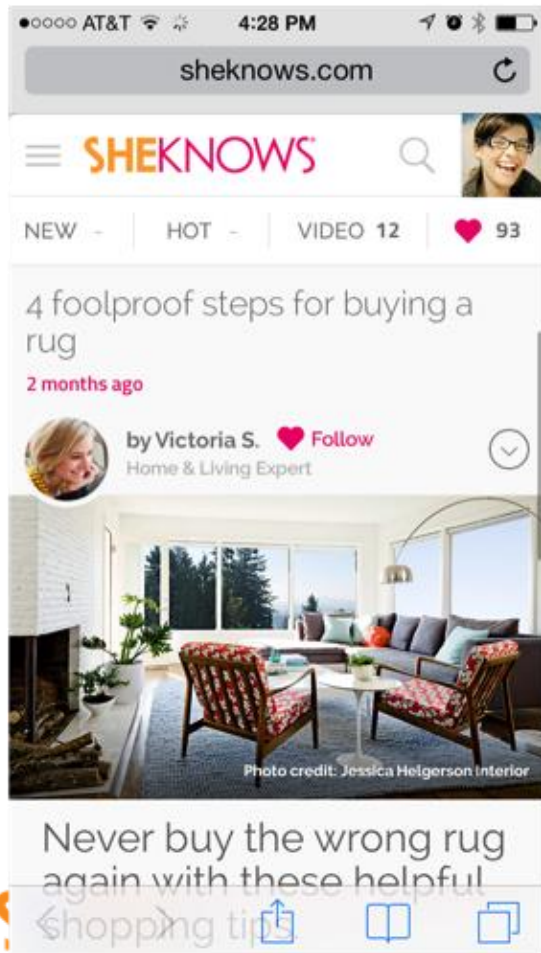 ●○○○○ AT&T 4:28 PM
sheknows.com
SHEKNOWS
NEW - HOT - VIDEO 12 93
4 foolproof steps for buying a
rug
2 months ago
by Victoria S. Follow
Home & Living Expert
Photo credit: Jessica Helgerson Interior
Never buy the wrong rug
again with these helpful
shopping tips.